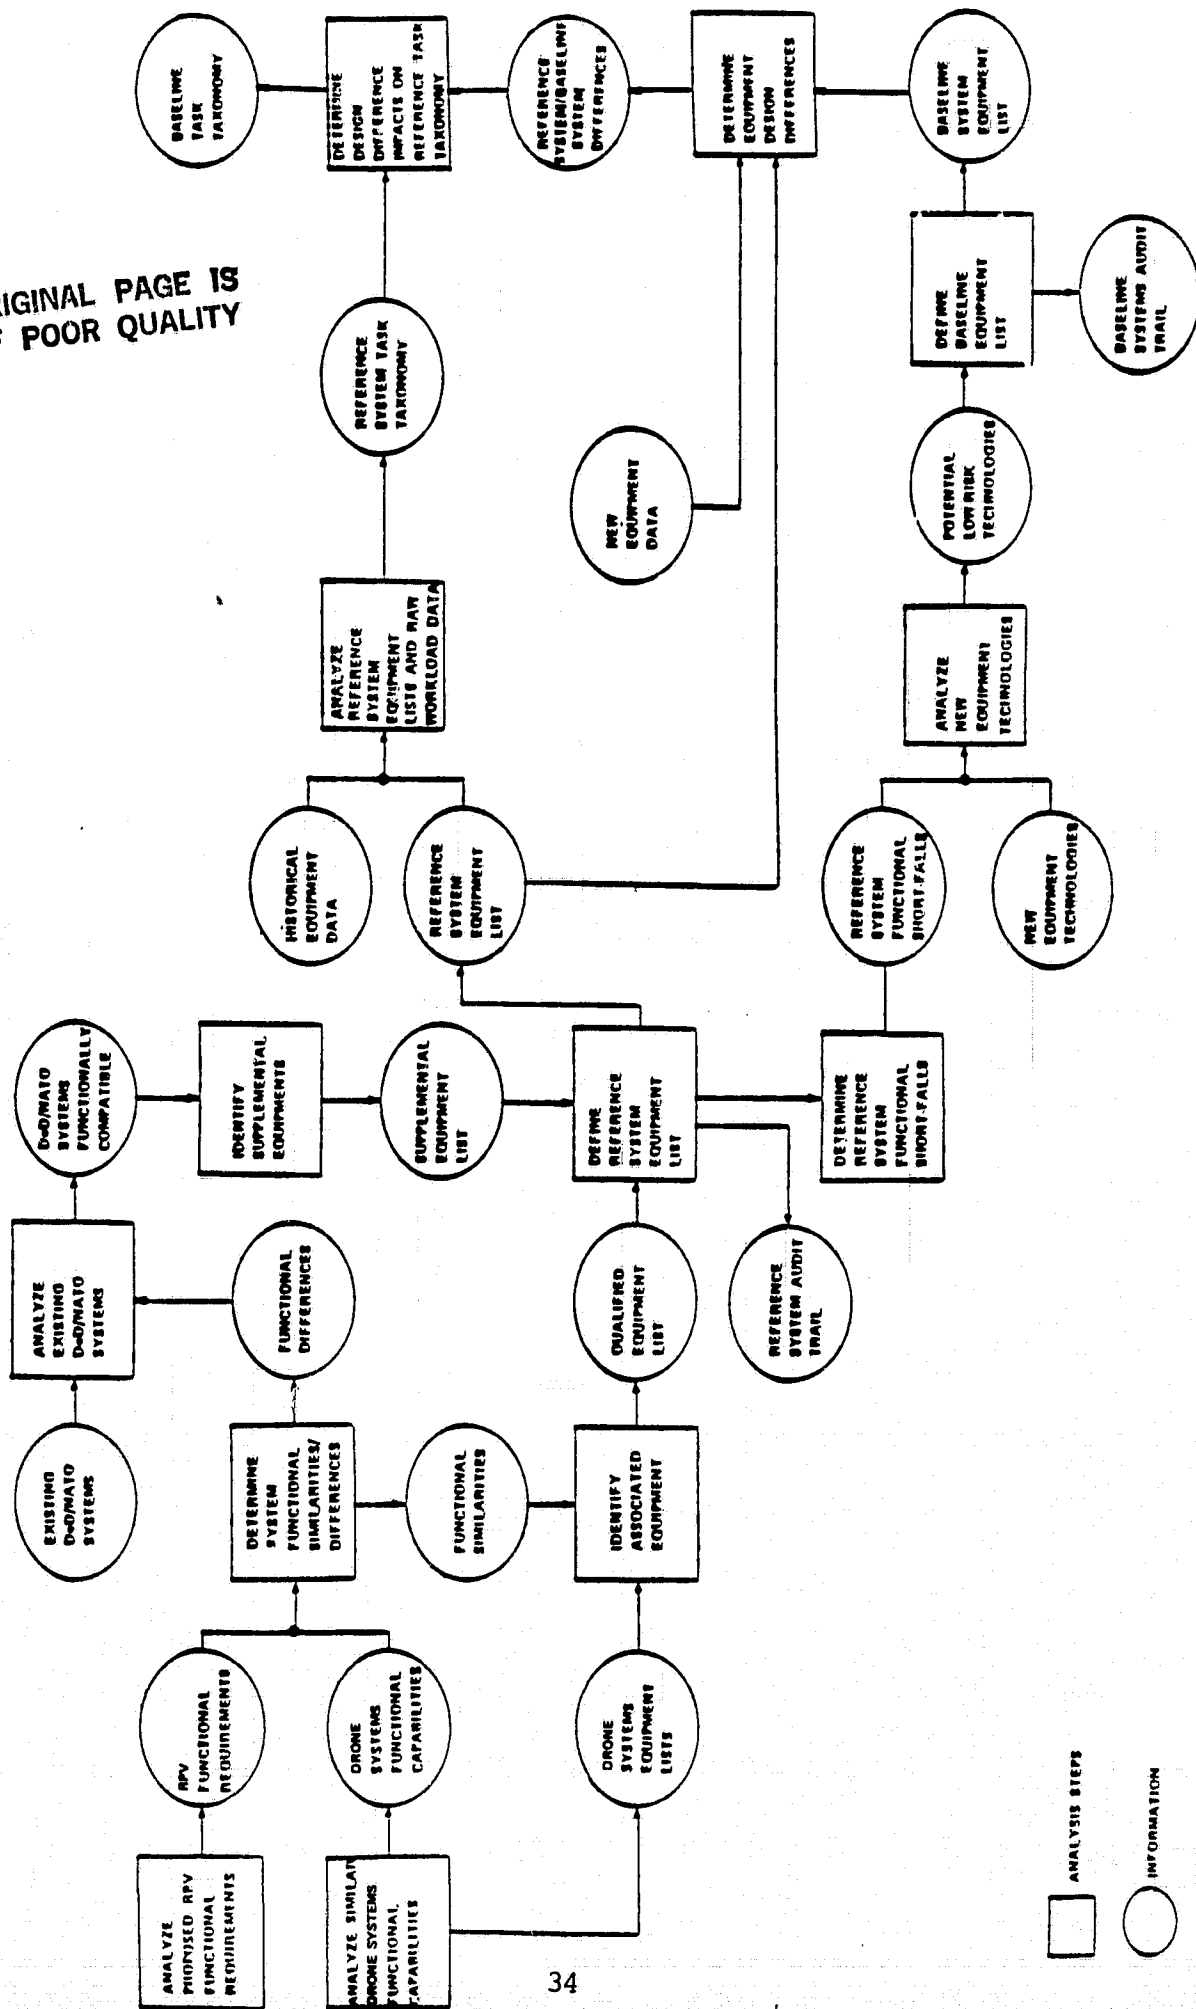 ANALYZE
PROPOSED RPV
FUNCTIONAL
REQUIREMENTS
ANALYZE SIMILAR
DRONE SYSTEMS
FUNCTIONAL
CAPABILITIES
RPV
FUNCTIONAL
REQUIREMENTS
DRONE
SYSTEMS
FUNCTIONAL
CAPABILITIES
DRONE
SYSTEMS
EQUIPMENT
LISTS
EXISTING
DoD/NATO
SYSTEMS
DETERMINE
SYSTEM
FUNCTIONAL
SIMILARITIES/
DIFFERENCES
FUNCTIONAL
SIMILARITIES
IDENTIFY
ASSOCIATED
EQUIPMENT
ANALYZE
EXISTING
DoD/NATO
SYSTEMS
FUNCTIONAL
DIFFERENCES
QUALIFIED
EQUIPMENT
LIST
REFERENCE
SYSTEM AUDIT
TRAIL
DoD/NATO
SYSTEMS
FUNCTIONALLY
COMPATIBLE
IDENTIFY
SUPPLEMENTAL
EQUIPMENTS
SUPPLEMENTAL
EQUIPMENT
LIST
DEFINE
REFERENCE
SYSTEM
EQUIPMENT
LIST
DETERMINE
REFERENCE
SYSTEM
FUNCTIONAL
SHORT-FALLS
HISTORICAL
EQUIPMENT
DATA
REFERENCE
SYSTEM
EQUIPMENT
LIST
REFERENCE
SYSTEM
FUNCTIONAL
SHORT-FALLS
NEW
EQUIPMENT
TECHNOLOGIES
ANALYZE
REFERENCE
SYSTEM
EQUIPMENT
LISTS AND RAW
WORKLOAD DATA
ANALYZE
NEW
EQUIPMENT
TECHNOLOGIES
NEW
EQUIPMENT
DATA
POTENTIAL
LOW RISK
TECHNOLOGIES
REFERENCE
SYSTEM TASK
TAXONOMY
DEFINE
BASELINE
EQUIPMENT
LIST
BASELINE
SYSTEMS AUDIT
TRAIL
BASELINE
TASK
TAXONOMY
DETERMINE
DESIGN
DIFFERENCE
IMPACTS ON
REFERENCE TASK
TAXONOMY
REFERENCE
SYSTEM/BASELINE
SYSTEM
DIFFERENCES
DETERMINE
EQUIPMENT
DESIGN
DIFFERENCES
BASELINE
SYSTEM
EQUIPMENT
LIST
ANALYSIS STEPS
INFORMATION
PAGE IS
POOR QUALITY
34